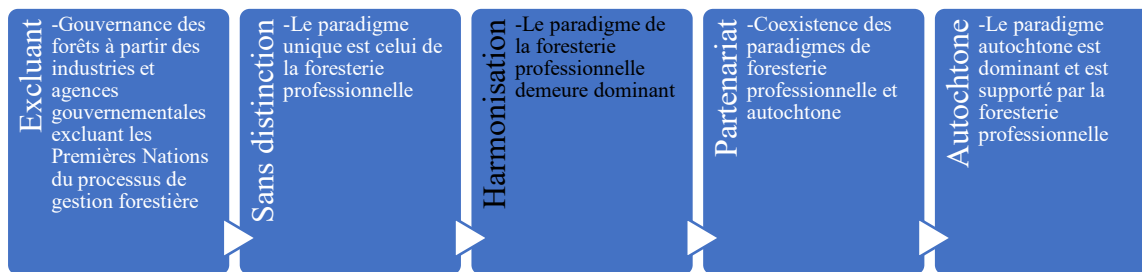 Excluant
-Gouvernance des
forêts à partir des
industries et
agences
gouvernementales
excluant les
Premières Nations
du processus de
gestion forestière
Sans distinction
-Le paradigme
unique est celui de
la foresterie
professionnelle
Harmonisation
-Le paradigme de
la foresterie
professionnelle
demeure dominant
Partenariat
-Coexistence des
paradigmes de
foresterie
professionnelle et
autochtone
Autochtone
-Le paradigme
autochtone est
dominant et est
supporté par la
foresterie
professionnelle